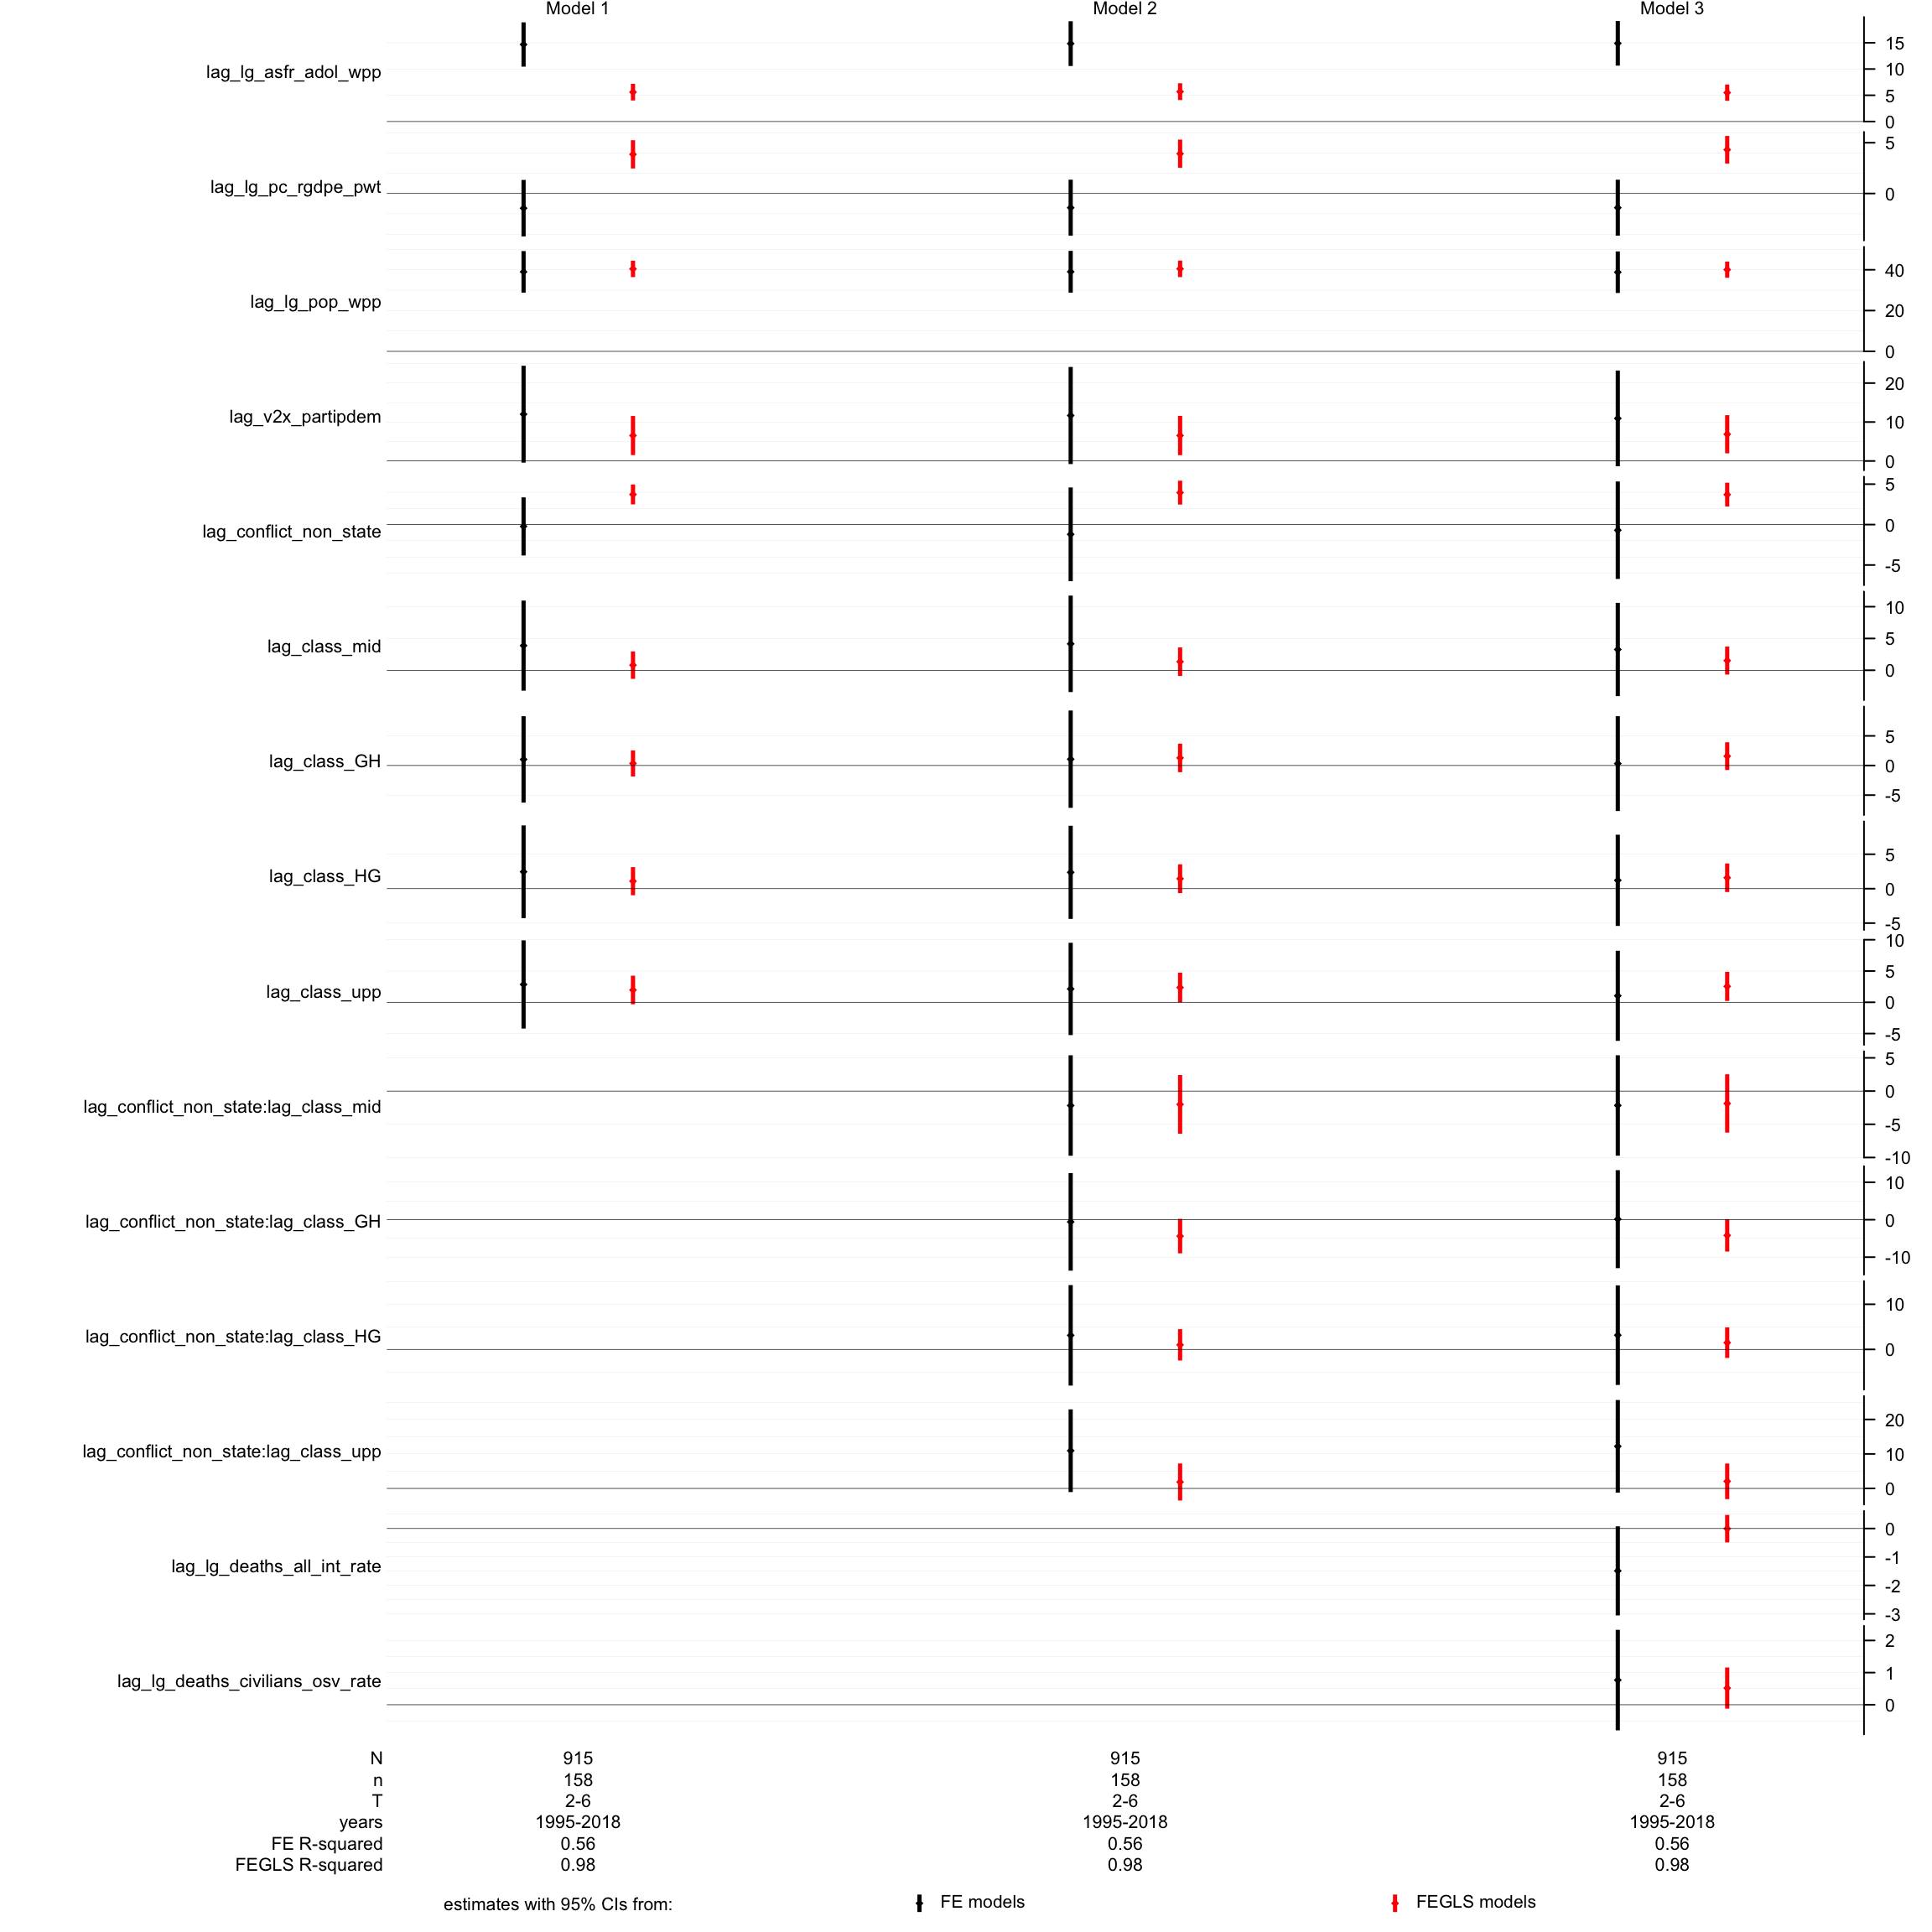 Model 1 Model 2 Model 3
lag_lg_asfr_adol_wpp
15
10
5
0
lag_lg_pc_rgdpe_pwt
5
0
lag_lg_pop_wpp
40
20
0
lag_v2x_partipdem
20
10
0
lag_conflict_non_state
5
0
-5
lag_class_mid
10
5
0
lag_class_GH
5
0
-5
lag_class_HG
5
0
-5
lag_class_upp
10
5
0
-5
lag_conflict_non_state:lag_class_mid
5
0
-5
-10
lag_conflict_non_state:lag_class_GH
10
0
-10
lag_conflict_non_state:lag_class_HG
10
0
lag_conflict_non_state:lag_class_upp
20
10
0
lag_lg_deaths_all_int_rate
0
-1
-2
-3
lag_lg_deaths_civilians_osv_rate
2
1
0
N 915 915 915
n 158 158 158
T 2-6 2-6 2-6
years 1995-2018 1995-2018 1995-2018
FE R-squared 0.56 0.56 0.56
FEGLS R-squared 0.98 0.98 0.98
estimates with 95% CIs from: FE models FEGLS models